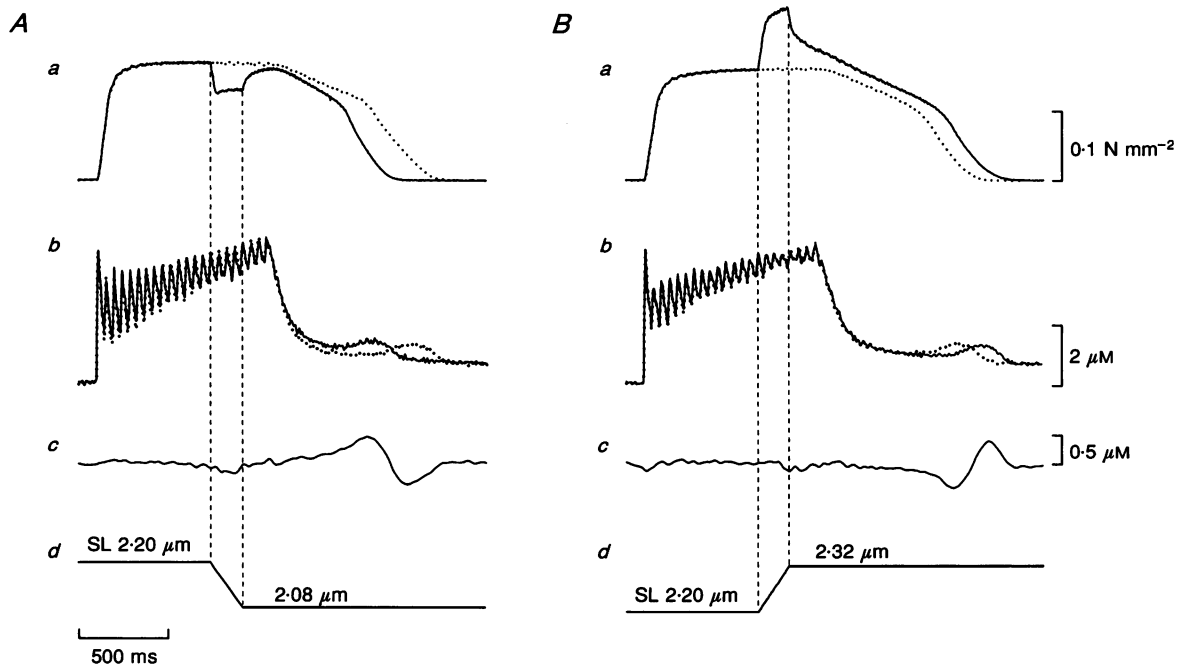 A
B
a
a
0·1 N mm⁻²
b
b
2 μM
c
c
0·5 μM
d
SL 2·20 μm
2·08 μm
d
SL 2·20 μm
2·32 μm
500 ms